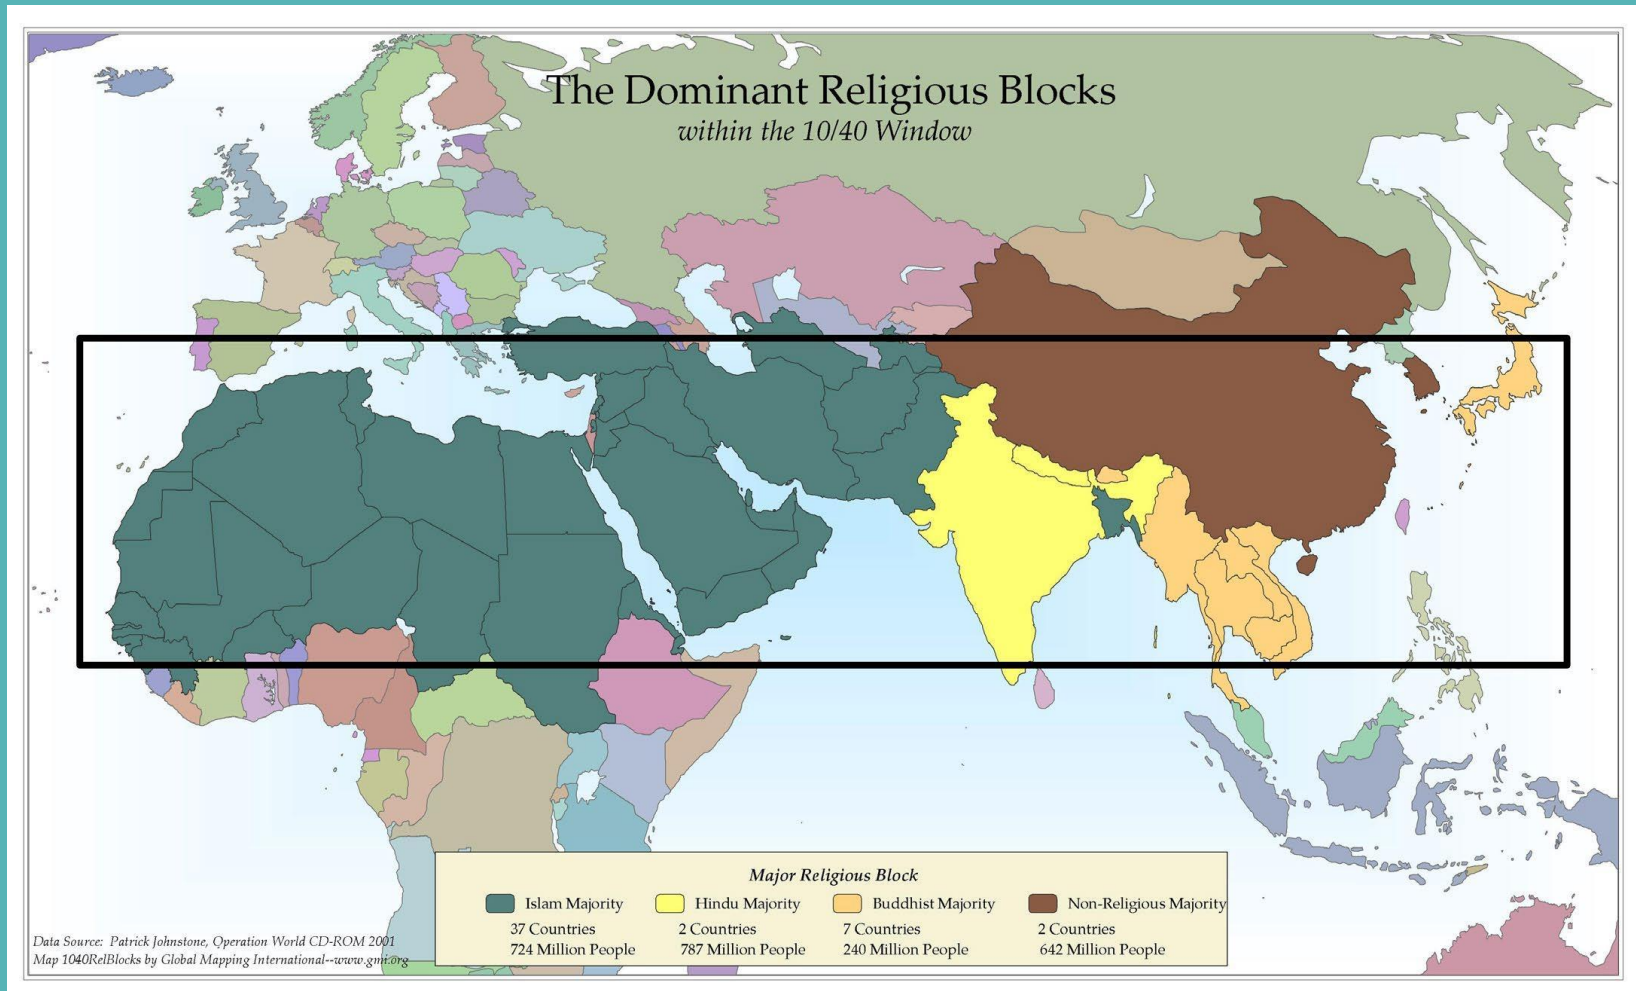 The Dominant Religious Blocks
within the 10/40 Window
Major Religious Block
Islam Majority
37 Countries
724 Million People
Hindu Majority
2 Countries
787 Million People
Buddhist Majority
7 Countries
240 Million People
Non-Religious Majority
2 Countries
642 Million People
Data Source: Patrick Johnstone, Operation World CD-ROM 2001
Map 1040RelBlocks by Global Mapping International--www.gmi.org